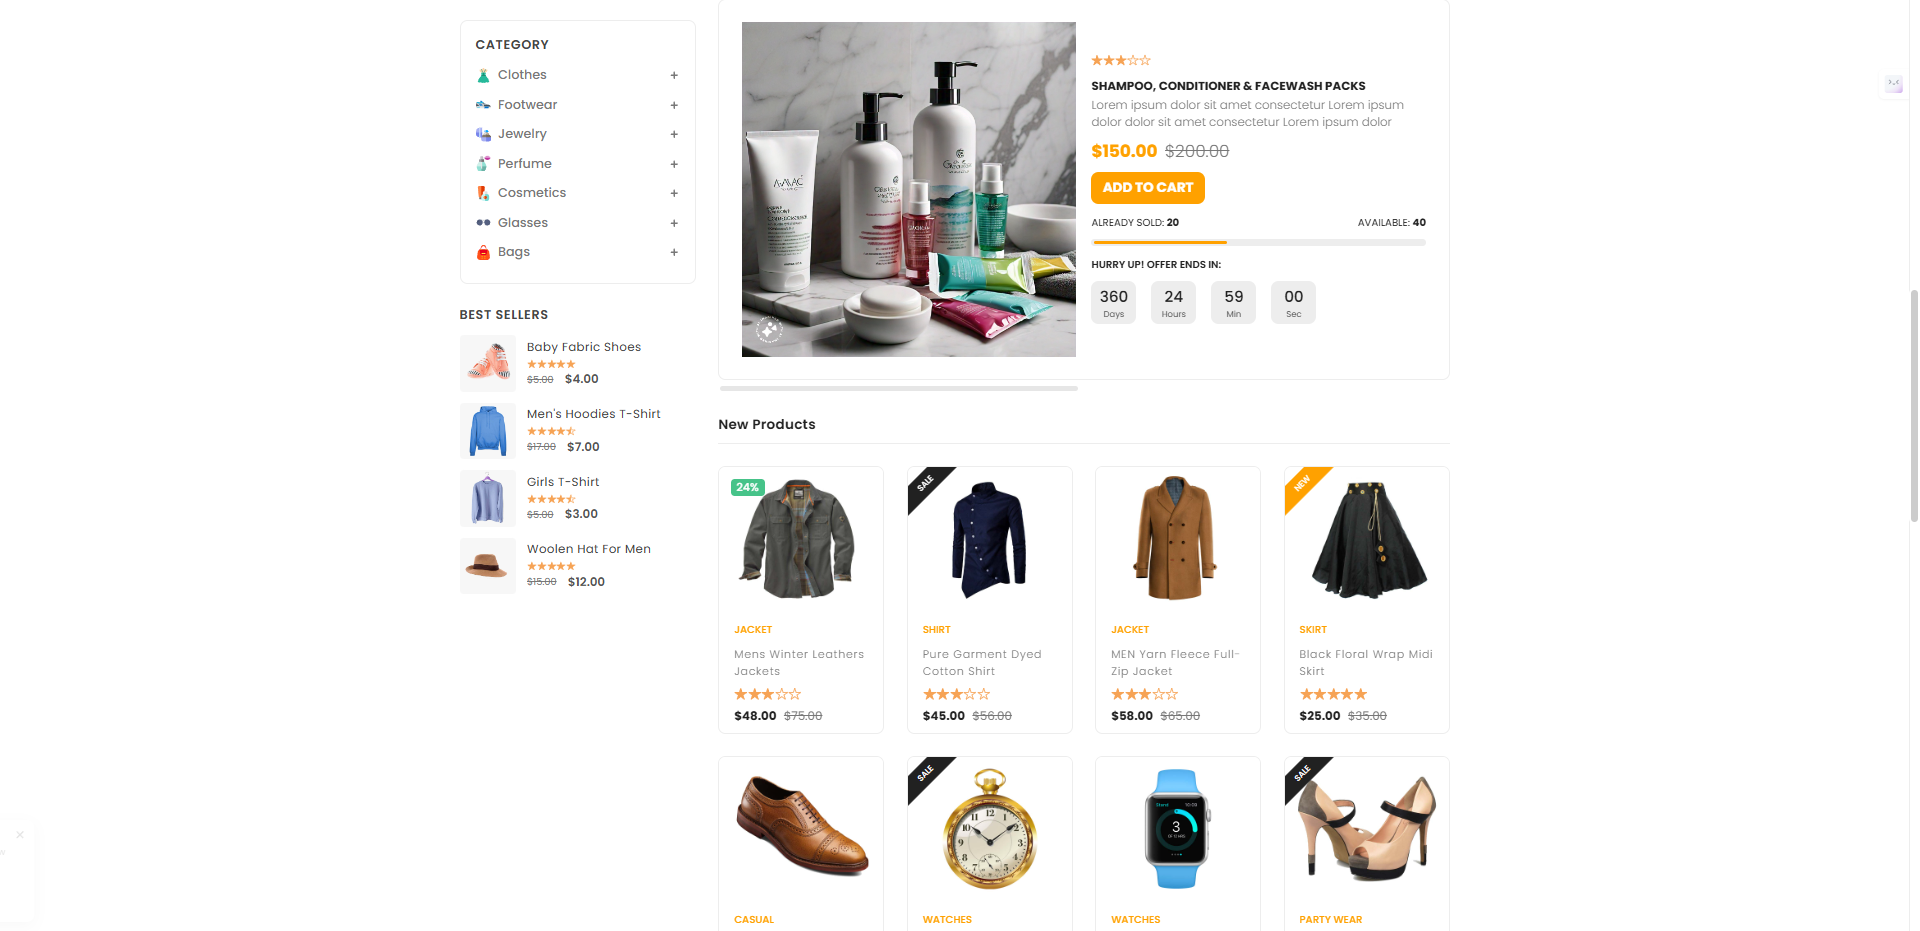 CATEGORY
Clothes +
Footwear +
Jewelry +
Perfume +
Cosmetics +
Glasses +
Bags +
BEST SELLERS
Baby Fabric Shoes
$5.00 $4.00
Men's Hoodies T-Shirt
$17.00 $7.00
Girls T-Shirt
$5.00 $3.00
Woolen Hat For Men
$15.00 $12.00
SHAMPOO, CONDITIONER & FACEWASH PACKS
Lorem ipsum dolor sit amet consectetur Lorem ipsum
dolor dolor sit amet consectetur Lorem ipsum dolor
$150.00 $200.00
ADD TO CART
ALREADY SOLD: 20 AVAILABLE: 40
HURRY UP! OFFER ENDS IN:
360 24 59 00
Days Hours Min Sec
New Products
24%
JACKET
Mens Winter Leathers
Jackets
$48.00 $75.00
SALE
SHIRT
Pure Garment Dyed
Cotton Shirt
$45.00 $56.00
JACKET
MEN Yarn Fleece Full-
Zip Jacket
$58.00 $65.00
NEW
SKIRT
Black Floral Wrap Midi
Skirt
$25.00 $35.00
CASUAL
SALE
WATCHES
10:09
3
WATCHES
SALE
PARTY WEAR